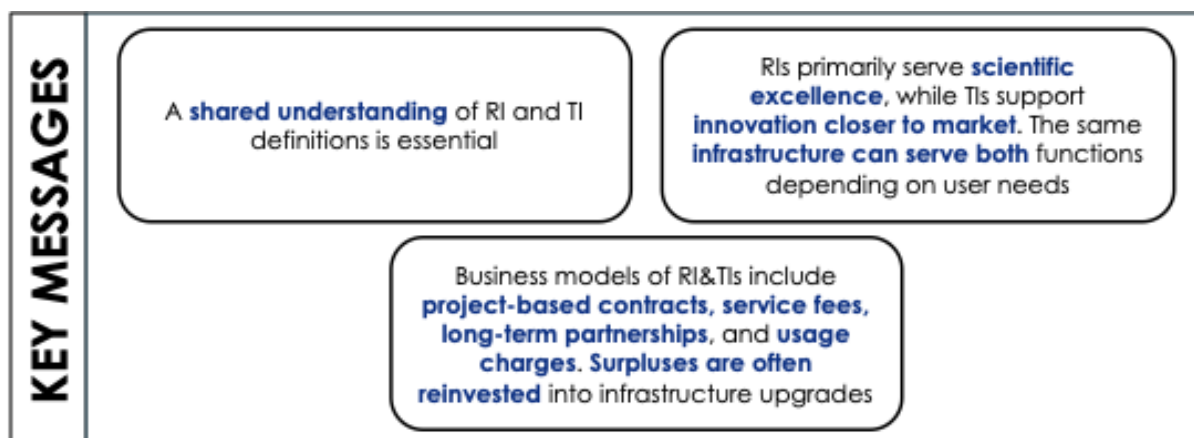 KEY MESSAGES
A shared understanding of RI and TI
definitions is essential
RIs primarily serve scientific
excellence, while TIs support
innovation closer to market. The same
infrastructure can serve both functions
depending on user needs
Business models of RI&TIs include
project-based contracts, service fees,
long-term partnerships, and usage
charges. Surpluses are often
reinvested into infrastructure upgrades